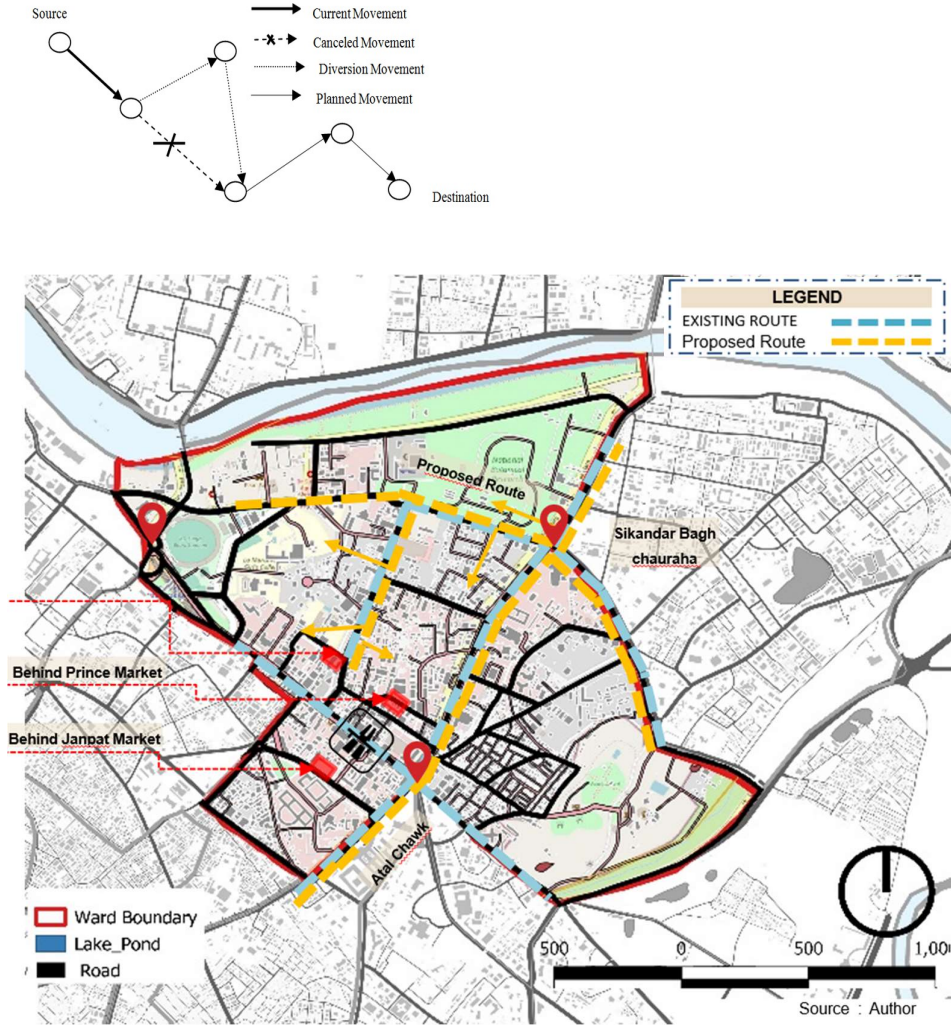 Source
Current Movement
Canceled Movement
Diversion Movement
Planned Movement
Destination
LEGEND
EXISTING ROUTE
Proposed Route
Proposed Route
National
Sikandar Bagh
chauraha
Behind Prince Market
Behind Janpat Market
Atal Chawk
Ward Boundary
Lake_Pond
Road
500 0 500 1,00
Source : Author